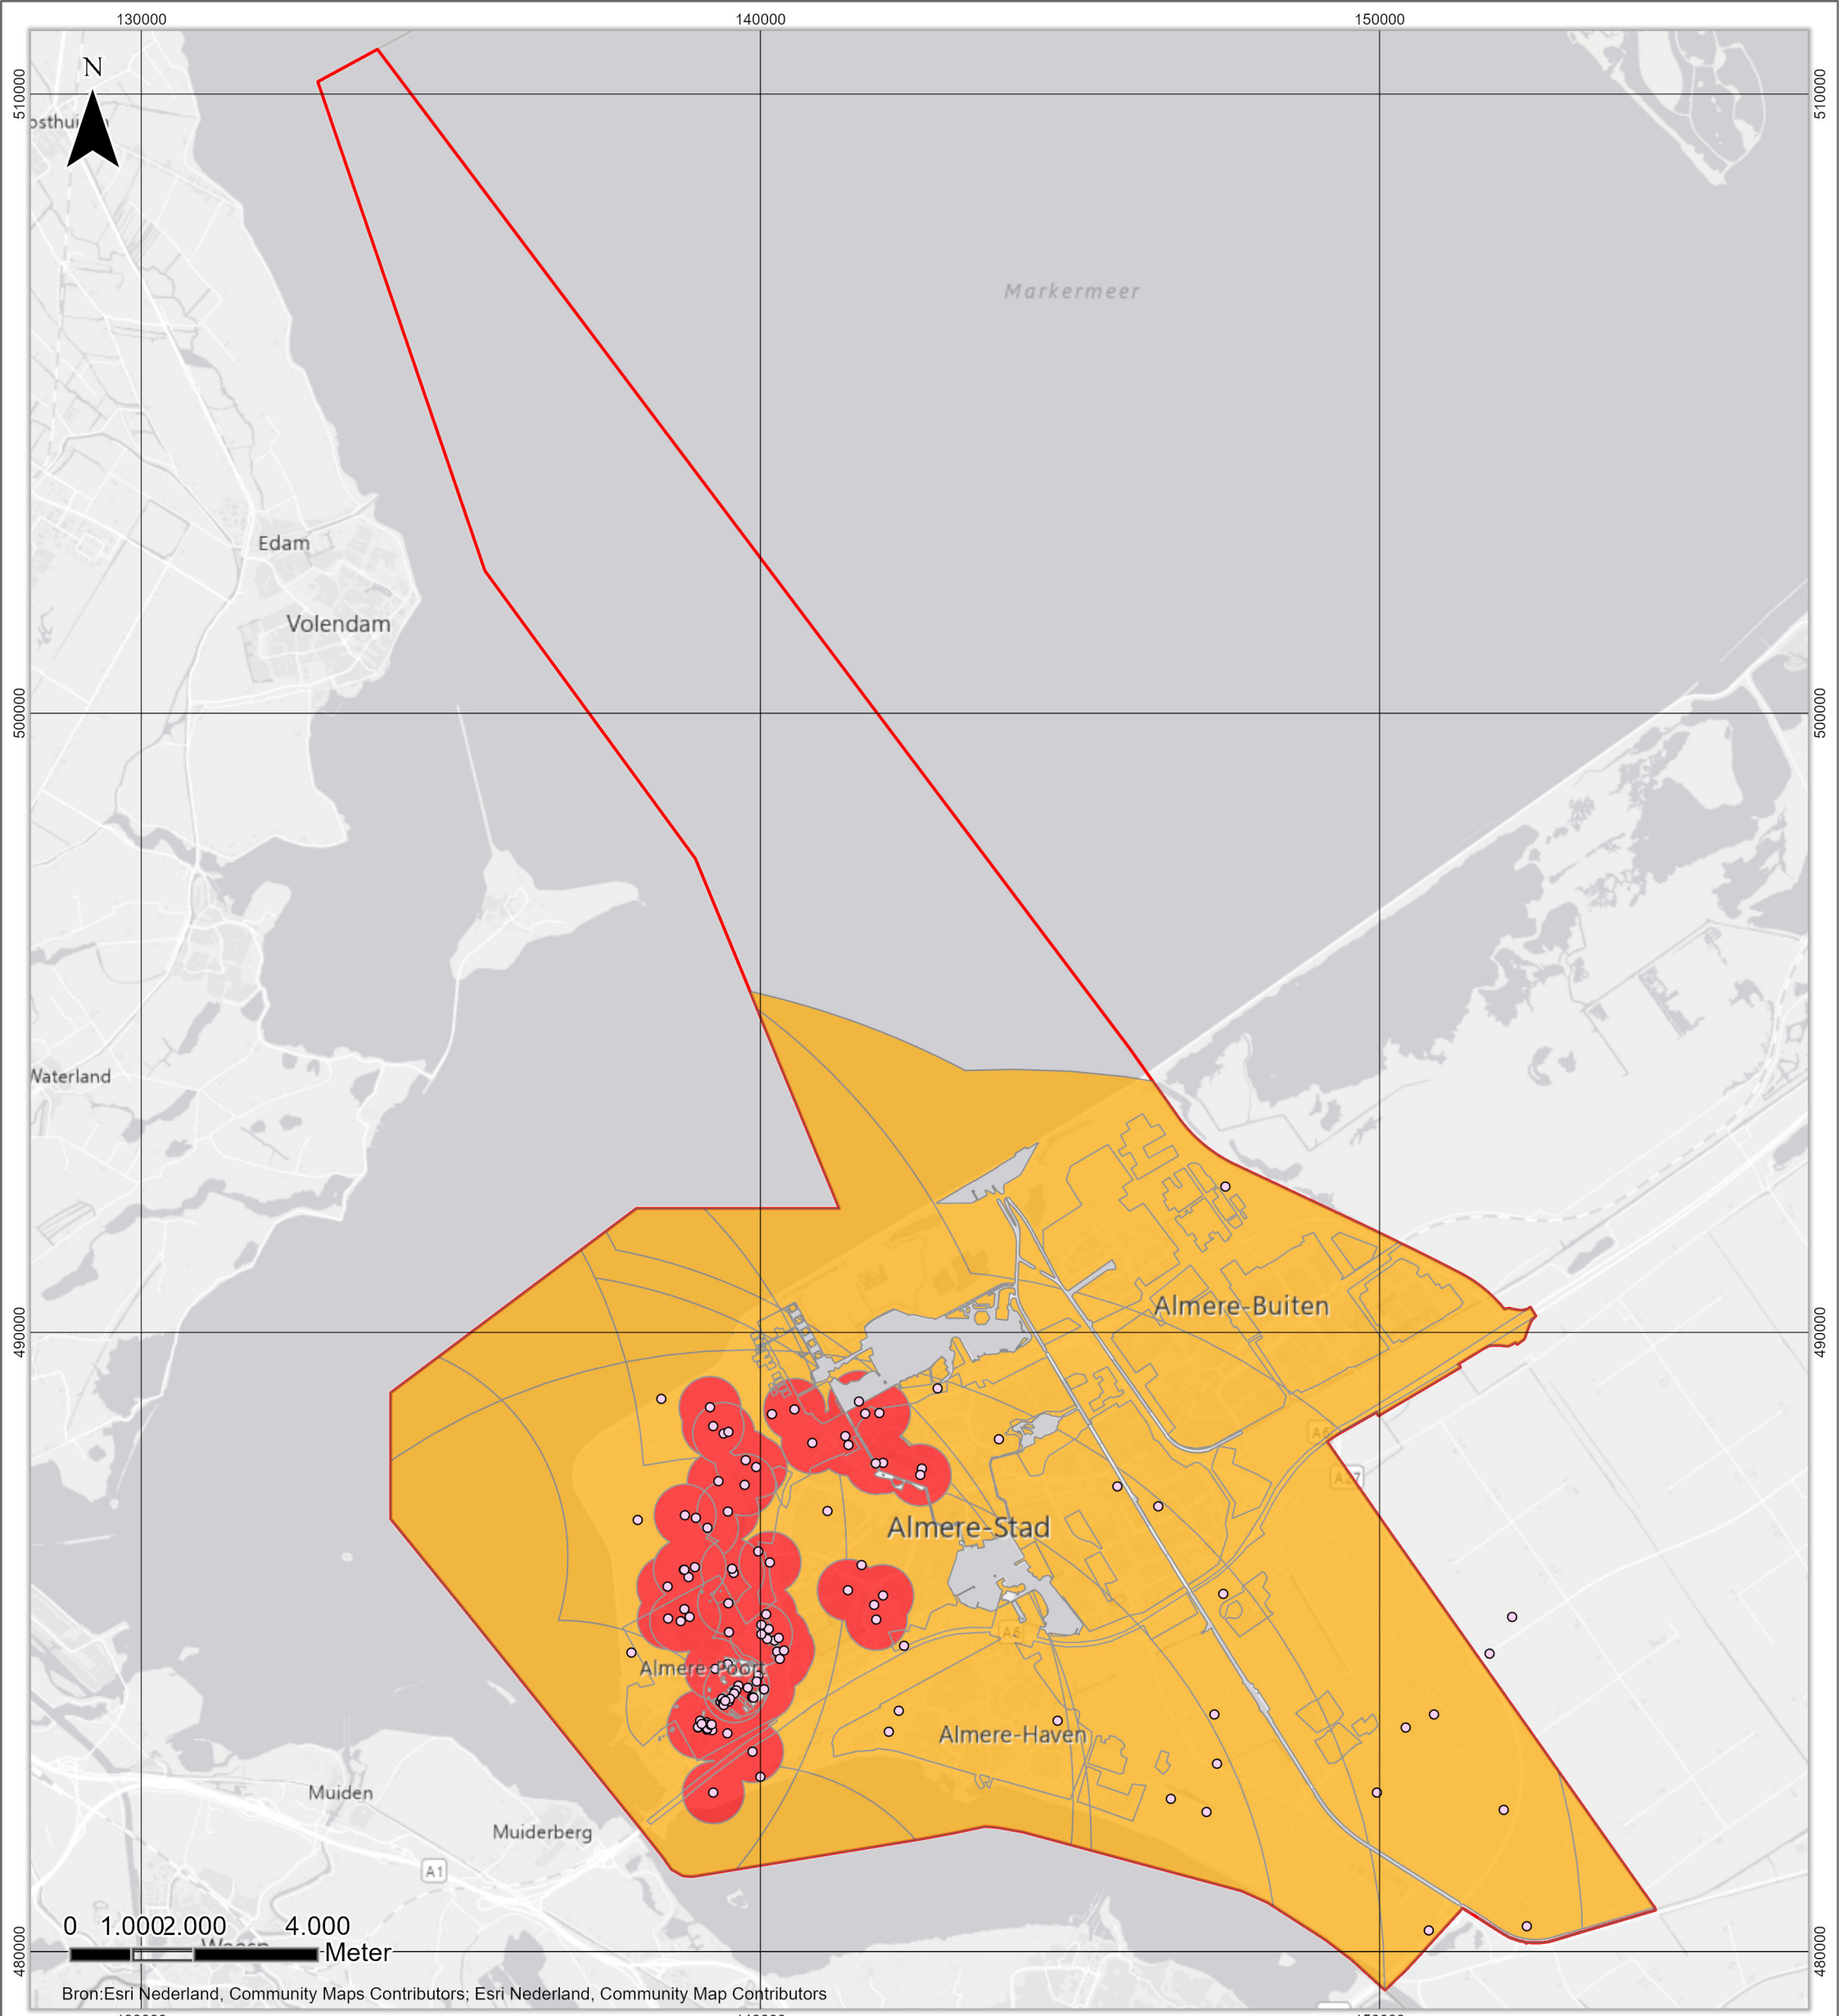 130000
140000
150000
N
510000
510000
Markermeer
Edam
Volendam
500000
500000
Waterland
Almere-Buiten
490000
490000
A6
A27
Almere-Stad
A6
Almere-Poort
Almere-Haven
Muiden
Muiderberg
A1
0 1.000 2.000 4.000
Meter
480000
480000
Bron:Esri Nederland, Community Maps Contributors; Esri Nederland, Community Map Contributors